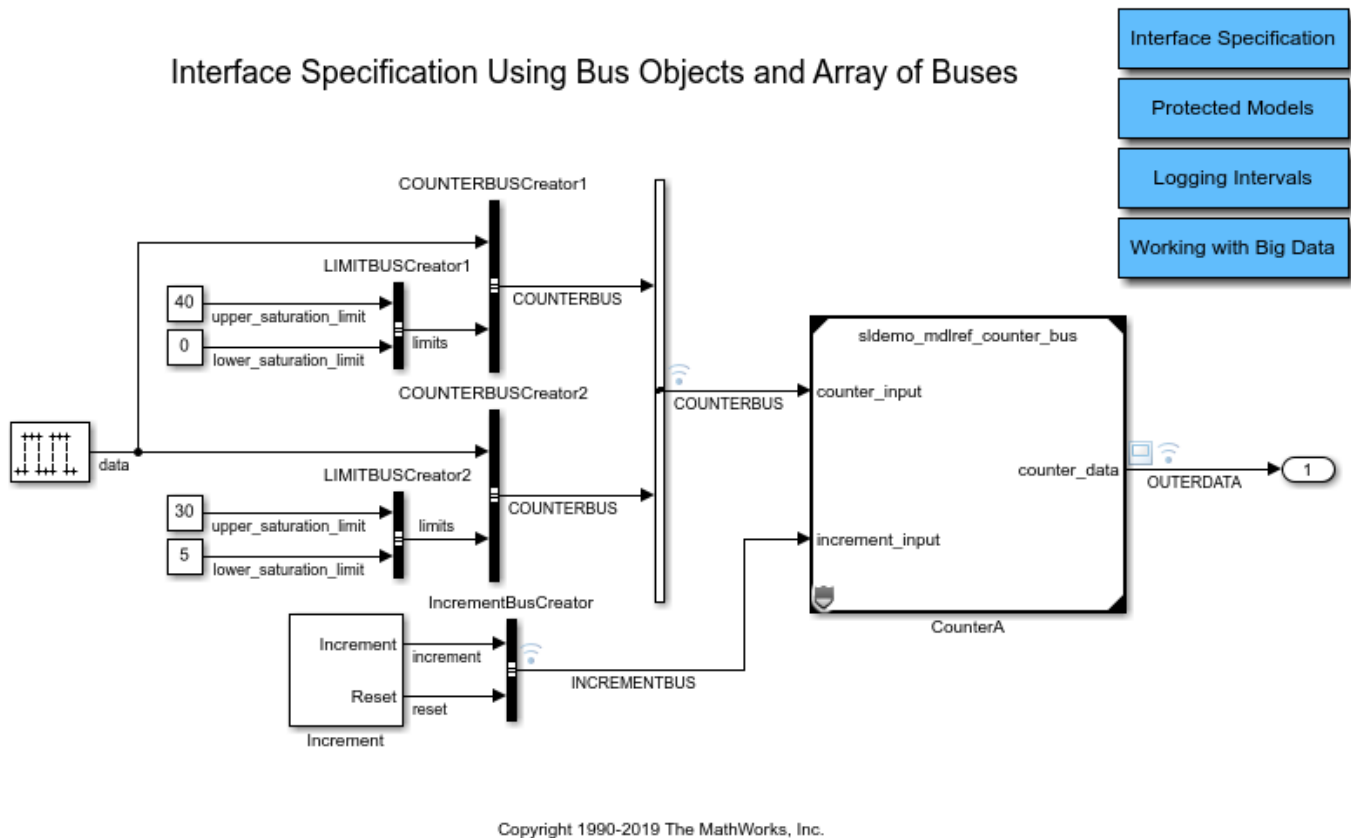 Interface Specification
Interface Specification Using Bus Objects and Array of Buses
Protected Models
Logging Intervals
Working with Big Data
COUNTERBUSCreator1
LIMITBUSCreator1
40
upper_saturation_limit
0
lower_saturation_limit
limits
COUNTERBUS
COUNTERBUSCreator2
COUNTERBUS
data
LIMITBUSCreator2
30
upper_saturation_limit
5
lower_saturation_limit
limits
COUNTERBUS
sldemo_mdlref_counter_bus
counter_input
counter_data
increment_input
CounterA
OUTERDATA
1
IncrementBusCreator
Increment
increment
Reset
reset
Increment
INCREMENTBUS
Copyright 1990-2019 The MathWorks, Inc.